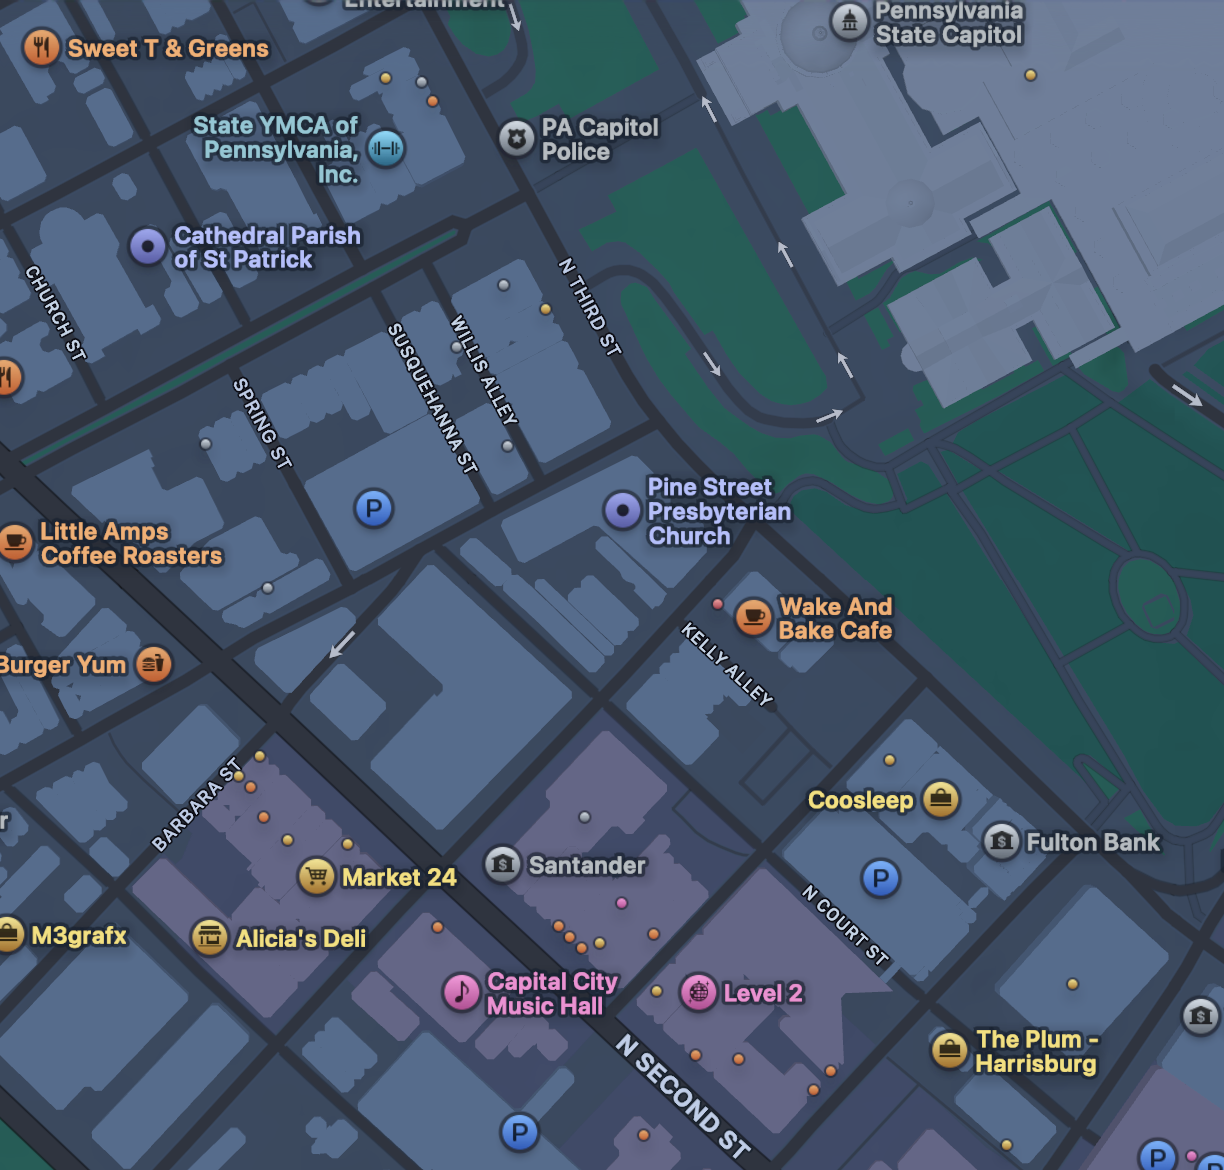 Entertainment
Pennsylvania
State Capitol
Sweet T & Greens
State YMCA of
Pennsylvania,
Inc.
PA Capitol
Police
Cathedral Parish
of St Patrick
CHURCH ST
N THIRD ST
SUSQUEHANNA ST
WILLIS ALLEY
SPRING ST
P
Pine Street
Presbyterian
Church
Little Amps
Coffee Roasters
Wake And
Bake Cafe
Burger Yum
KELLY ALLEY
BARBARA ST
Coosleep
r
Fulton Bank
Santander
Market 24
P
N COURT ST
M3grafx
Alicia's Deli
Capital City
Music Hall
Level 2
The Plum -
Harrisburg
N SECOND ST
P
P